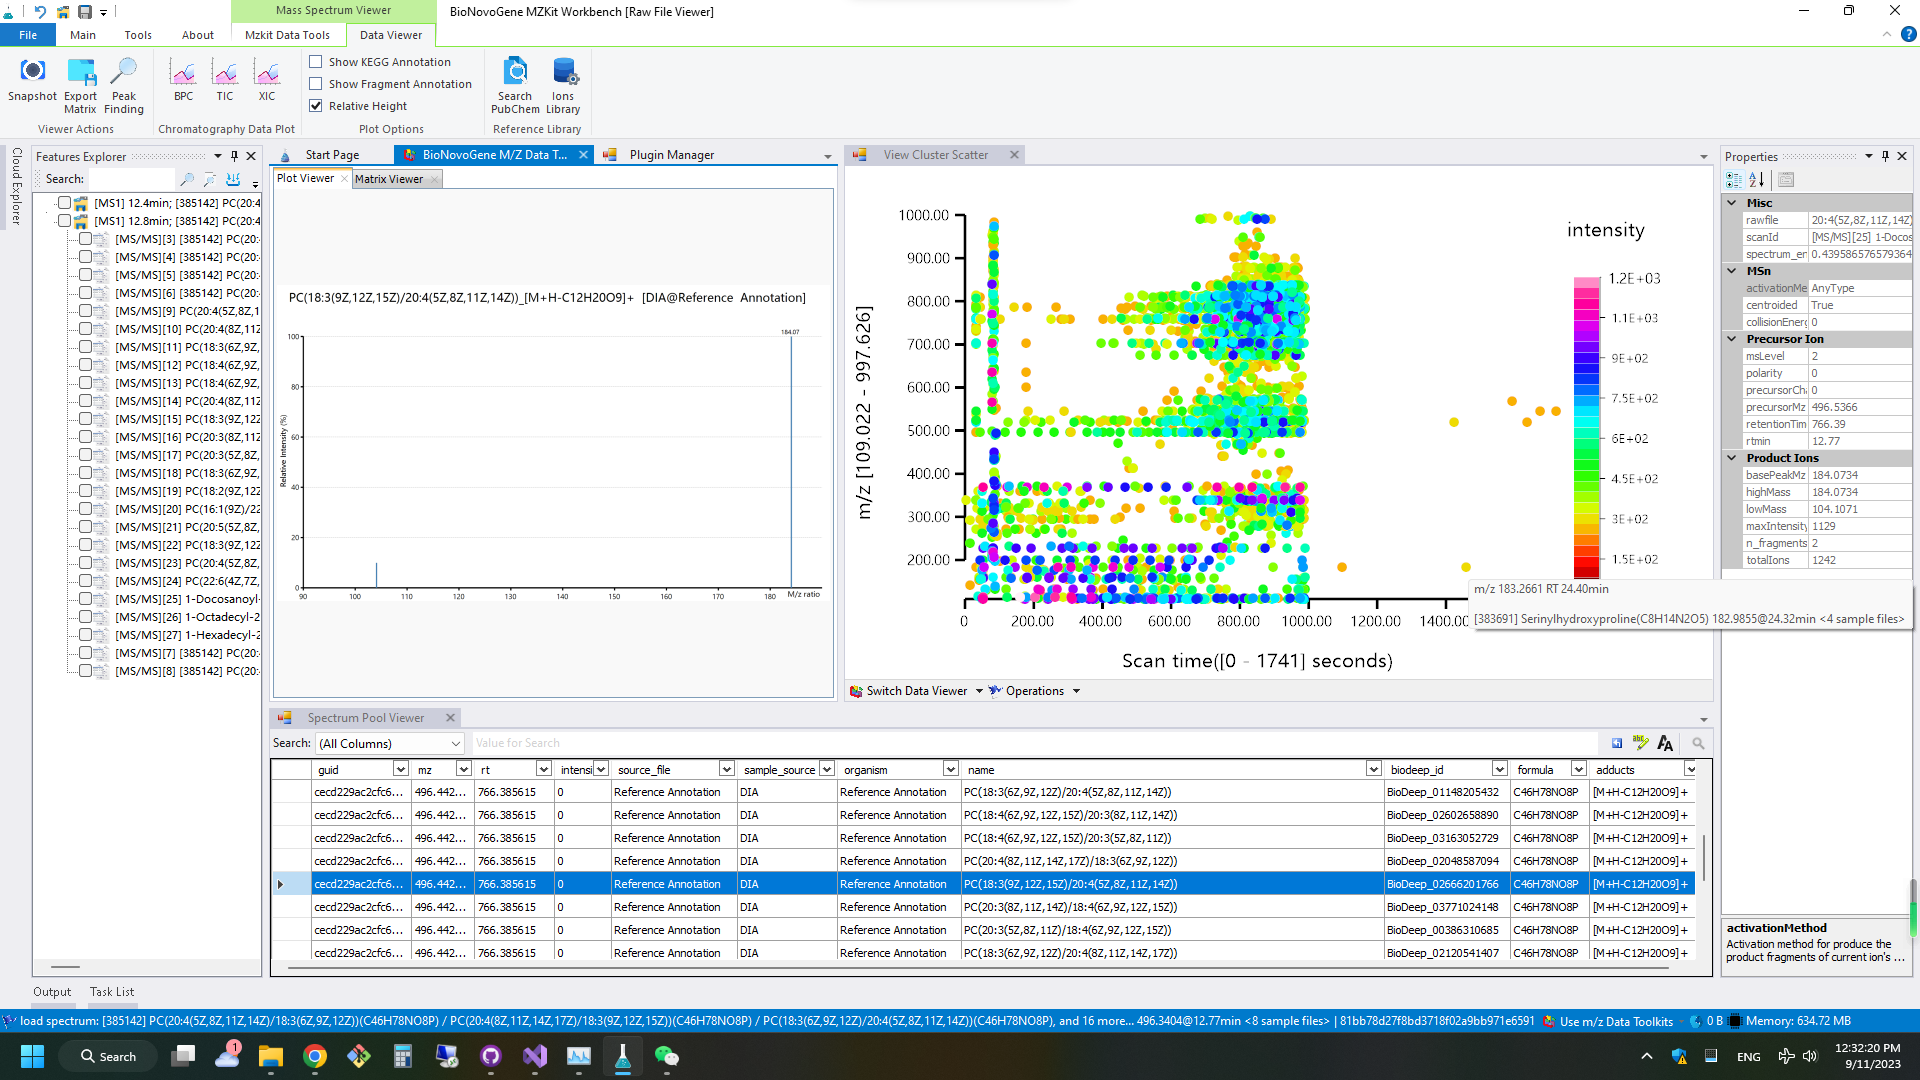 Mass Spectrum Viewer
BioNovoGene MZKit Workbench [Raw File Viewer]
File Main Tools About Mzkit Data Tools Data Viewer
Show KEGG Annotation
Show Fragment Annotation
Relative Height
Snapshot Export Matrix Peak Finding BPC TIC XIC Search PubChem Ions Library
Viewer Actions Chromatography Data Plot Plot Options Reference Library
Cloud Explorer
Features Explorer
Search:
[MS1] 12.4min; [385142] PC(20:4
[MS1] 12.8min; [385142] PC(20:4
[MS/MS][3] [385142] PC(20:
[MS/MS][4] [385142] PC(20:
[MS/MS][5] [385142] PC(20:
[MS/MS][6] [385142] PC(20:
[MS/MS][9] PC(20:4(5Z,8Z,1
[MS/MS][10] PC(20:4(8Z,11Z
[MS/MS][11] PC(18:3(6Z,9Z,
[MS/MS][12] PC(18:4(6Z,9Z,
[MS/MS][13] PC(18:4(6Z,9Z,
[MS/MS][14] PC(20:4(8Z,11Z
[MS/MS][15] PC(18:3(9Z,12Z
[MS/MS][16] PC(20:3(8Z,11Z
[MS/MS][17] PC(20:3(5Z,8Z,
[MS/MS][18] PC(18:3(6Z,9Z,
[MS/MS][19] PC(18:2(9Z,12Z
[MS/MS][20] PC(16:1(9Z)/22
[MS/MS][21] PC(20:5(5Z,8Z,
[MS/MS][22] PC(18:3(9Z,12Z
[MS/MS][23] PC(20:4(5Z,8Z,
[MS/MS][24] PC(22:6(4Z,7Z,
[MS/MS][25] 1-Docosanoyl-
[MS/MS][26] 1-Octadecyl-2
[MS/MS][27] 1-Hexadecyl-2
[MS/MS][7] [385142] PC(20:
[MS/MS][8] [385142] PC(20:
Start Page BioNovoGene M/Z Data T... Plugin Manager
Plot Viewer Matrix Viewer
PC(18:3(9Z,12Z,15Z)/20:4(5Z,8Z,11Z,14Z))_[M+H-C12H20O9]+ [DIA@Reference Annotation]
184.07
Relative Intensity (%)
100
80
60
40
20
0
90 100 110 120 130 140 150 160 170 180 M/z ratio
View Cluster Scatter
m/z [109.022 - 997.626]
1000.00
900.00
800.00
700.00
600.00
500.00
400.00
300.00
200.00
0 200.00 400.00 600.00 800.00 1000.00 1200.00 1400.00
Scan time([0 - 1741] seconds)
intensity
1.2E+03
1.1E+03
9E+02
7.5E+02
6E+02
4.5E+02
3E+02
1.5E+02
m/z 183.2661 RT 24.40min
[383691] Serinylhydroxyproline(C8H14N2O5) 182.9855@24.32min <4 sample files>
Switch Data Viewer Operations
Properties
Misc
rawfile 20:4(5Z,8Z,11Z,14Z)
scanId [MS/MS][25] 1-Docos
spectrum_en 0.439586576579364
MSn
activationMe AnyType
centroided True
collisionEnerg 0
Precursor Ion
msLevel 2
polarity 0
precursorCha 0
precursorMz 496.5366
retentionTim 766.39
rtmin 12.77
Product Ions
basePeakMz 184.0734
highMass 184.0734
lowMass 104.1071
maxIntensity 1129
n_fragments 2
totalIons 1242
activationMethod
Activation method for produce the
product fragments of current ion's ...
Spectrum Pool Viewer
Search: (All Columns) Value for Search
guid mz rt intensi source_file sample_source organism name biodeep_id formula adducts
cecd229ac2cfc6... 496.442... 766.385615 0 Reference Annotation DIA Reference Annotation PC(18:3(6Z,9Z,12Z)/20:4(5Z,8Z,11Z,14Z)) BioDeep_01148205432 C46H78NO8P [M+H-C12H20O9]+
cecd229ac2cfc6... 496.442... 766.385615 0 Reference Annotation DIA Reference Annotation PC(18:4(6Z,9Z,12Z,15Z)/20:3(8Z,11Z,14Z)) BioDeep_02602658890 C46H78NO8P [M+H-C12H20O9]+
cecd229ac2cfc6... 496.442... 766.385615 0 Reference Annotation DIA Reference Annotation PC(18:4(6Z,9Z,12Z,15Z)/20:3(5Z,8Z,11Z)) BioDeep_03163052729 C46H78NO8P [M+H-C12H20O9]+
cecd229ac2cfc6... 496.442... 766.385615 0 Reference Annotation DIA Reference Annotation PC(20:4(8Z,11Z,14Z,17Z)/18:3(6Z,9Z,12Z)) BioDeep_02048587094 C46H78NO8P [M+H-C12H20O9]+
cecd229ac2cfc6... 496.442... 766.385615 0 Reference Annotation DIA Reference Annotation PC(18:3(9Z,12Z,15Z)/20:4(5Z,8Z,11Z,14Z)) BioDeep_02666201766 C46H78NO8P [M+H-C12H20O9]+
cecd229ac2cfc6... 496.442... 766.385615 0 Reference Annotation DIA Reference Annotation PC(20:3(8Z,11Z,14Z)/18:4(6Z,9Z,12Z,15Z)) BioDeep_03771024148 C46H78NO8P [M+H-C12H20O9]+
cecd229ac2cfc6... 496.442... 766.385615 0 Reference Annotation DIA Reference Annotation PC(20:3(5Z,8Z,11Z)/18:4(6Z,9Z,12Z,15Z)) BioDeep_00386310685 C46H78NO8P [M+H-C12H20O9]+
cecd229ac2cfc6... 496.442... 766.385615 0 Reference Annotation DIA Reference Annotation PC(18:3(6Z,9Z,12Z)/20:4(8Z,11Z,14Z,17Z)) BioDeep_02120541407 C46H78NO8P [M+H-C12H20O9]+
Output Task List
load spectrum: [385142] PC(20:4(5Z,8Z,11Z,14Z)/18:3(6Z,9Z,12Z))(C46H78NO8P) / PC(20:4(8Z,11Z,14Z,17Z)/18:3(9Z,12Z,15Z))(C46H78NO8P) / PC(18:3(6Z,9Z,12Z)/20:4(5Z,8Z,11Z,14Z))(C46H78NO8P), and 16 more... 496.3404@12.77min <8 sample files> | 81bb78d27f8bd3718f02a9bb971e6591 Use m/z Data Toolkits 0 B Memory: 634.72 MB
Search 1 ENG 12:32:20 PM
9/11/2023